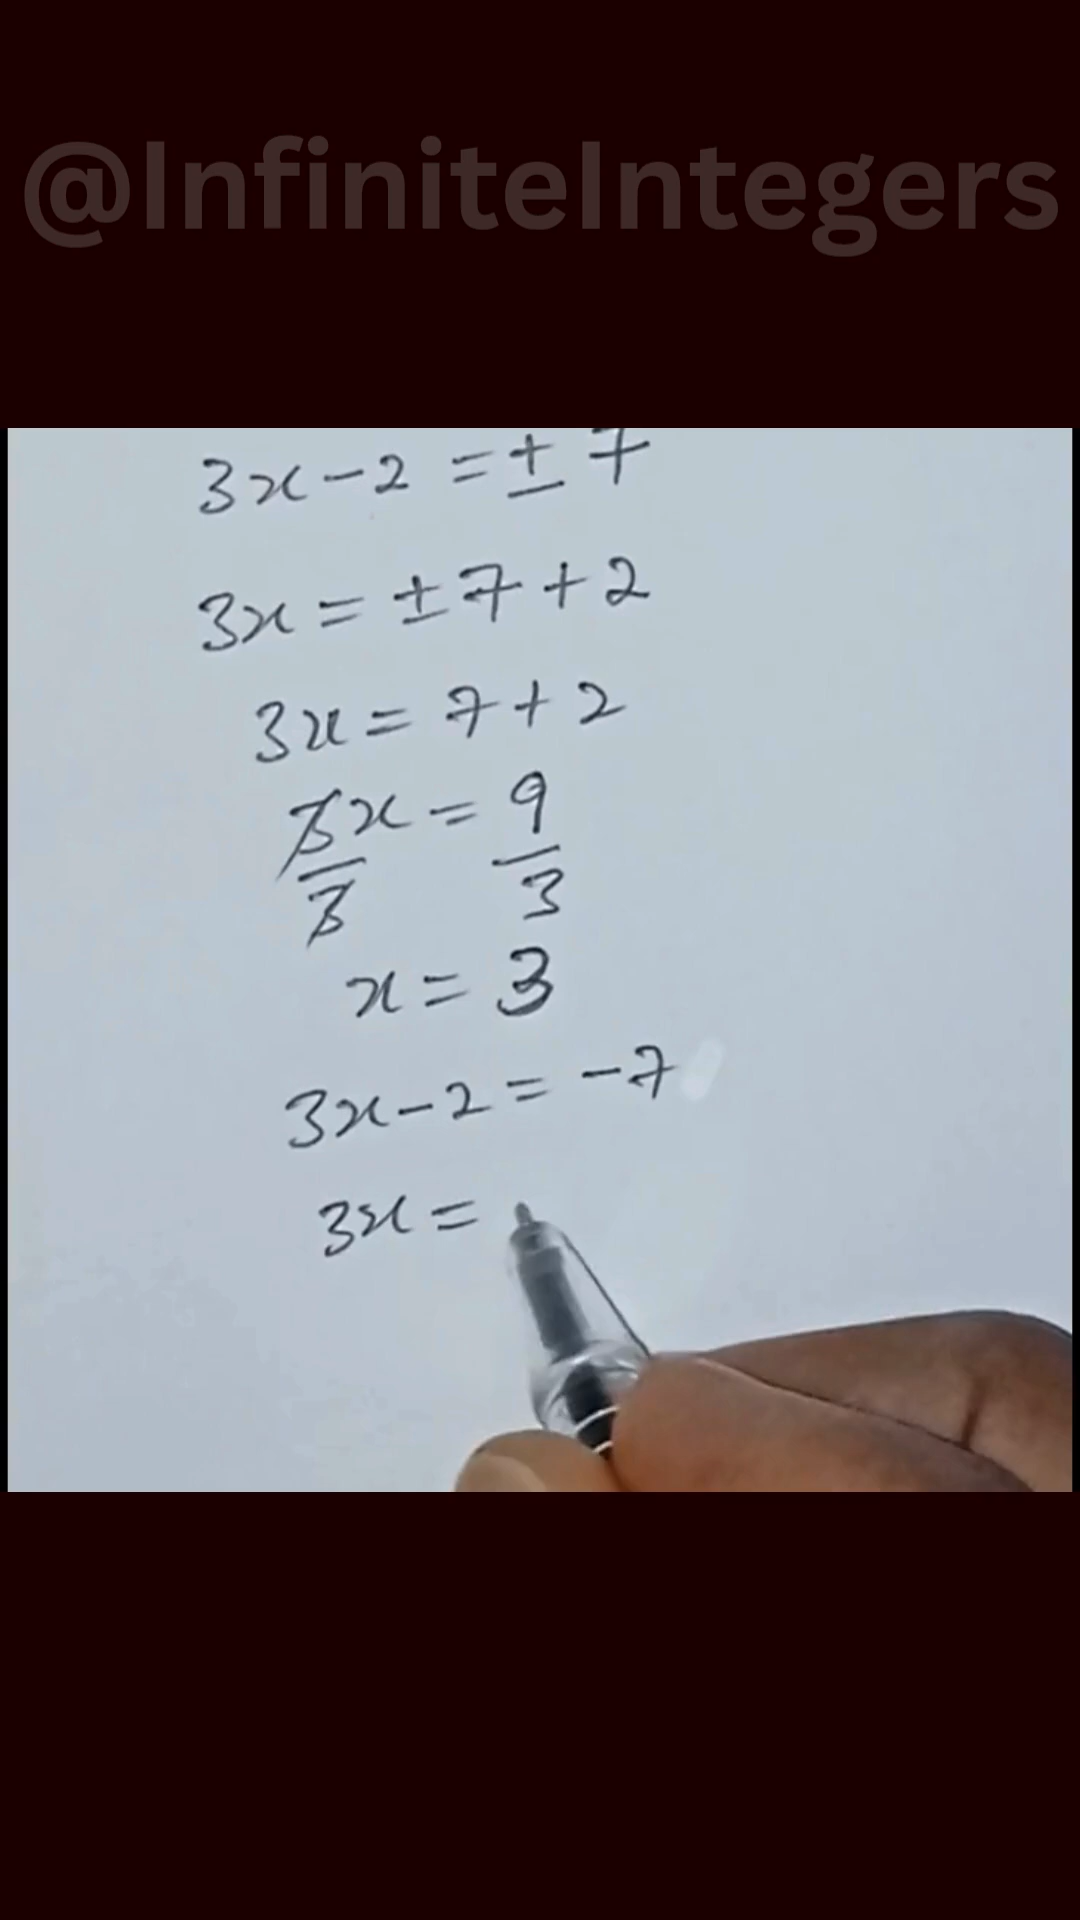 @InfiniteIntegers
3x-2 = ± 7
3x = ± 7 + 2
3x = 7 + 2
3x = 9
3 3
x = 3
3x-2 = -7
3x =